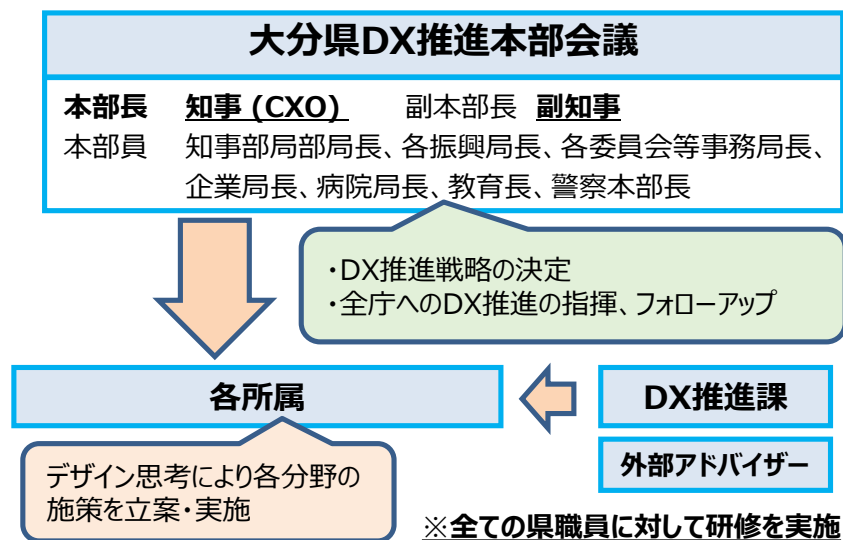 大分県DX推進本部会議
本部長 知事 (CXO) 副本部長 副知事
本部員 知事部局部局長、各振興局長、各委員会等事務局長、
企業局長、病院局長、教育長、警察本部長
・DX推進戦略の決定
・全庁へのDX推進の指揮、フォローアップ
各所属
DX推進課
外部アドバイザー
デザイン思考により各分野の
施策を立案・実施
※全ての県職員に対して研修を実施